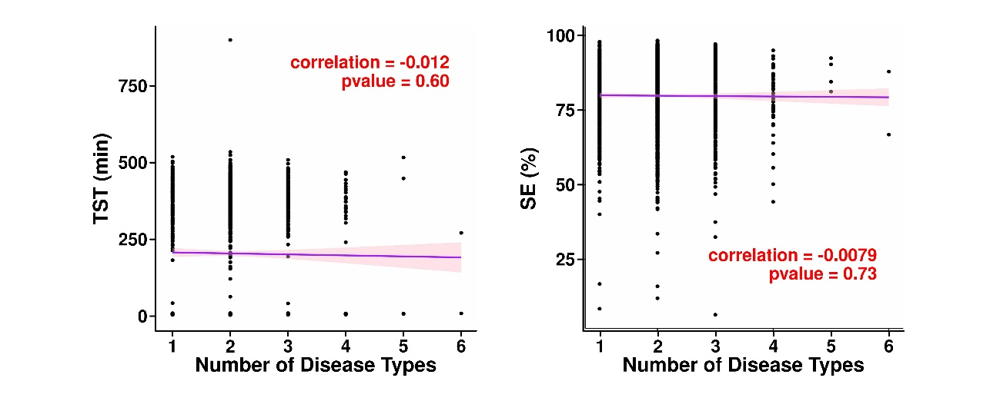 correlation = -0.012
pvalue = 0.60
750
500
250
0
TST (min)
1 2 3 4 5 6
Number of Disease Types
100
75
50
25
SE (%)
correlation = -0.0079
pvalue = 0.73
1 2 3 4 5 6
Number of Disease Types